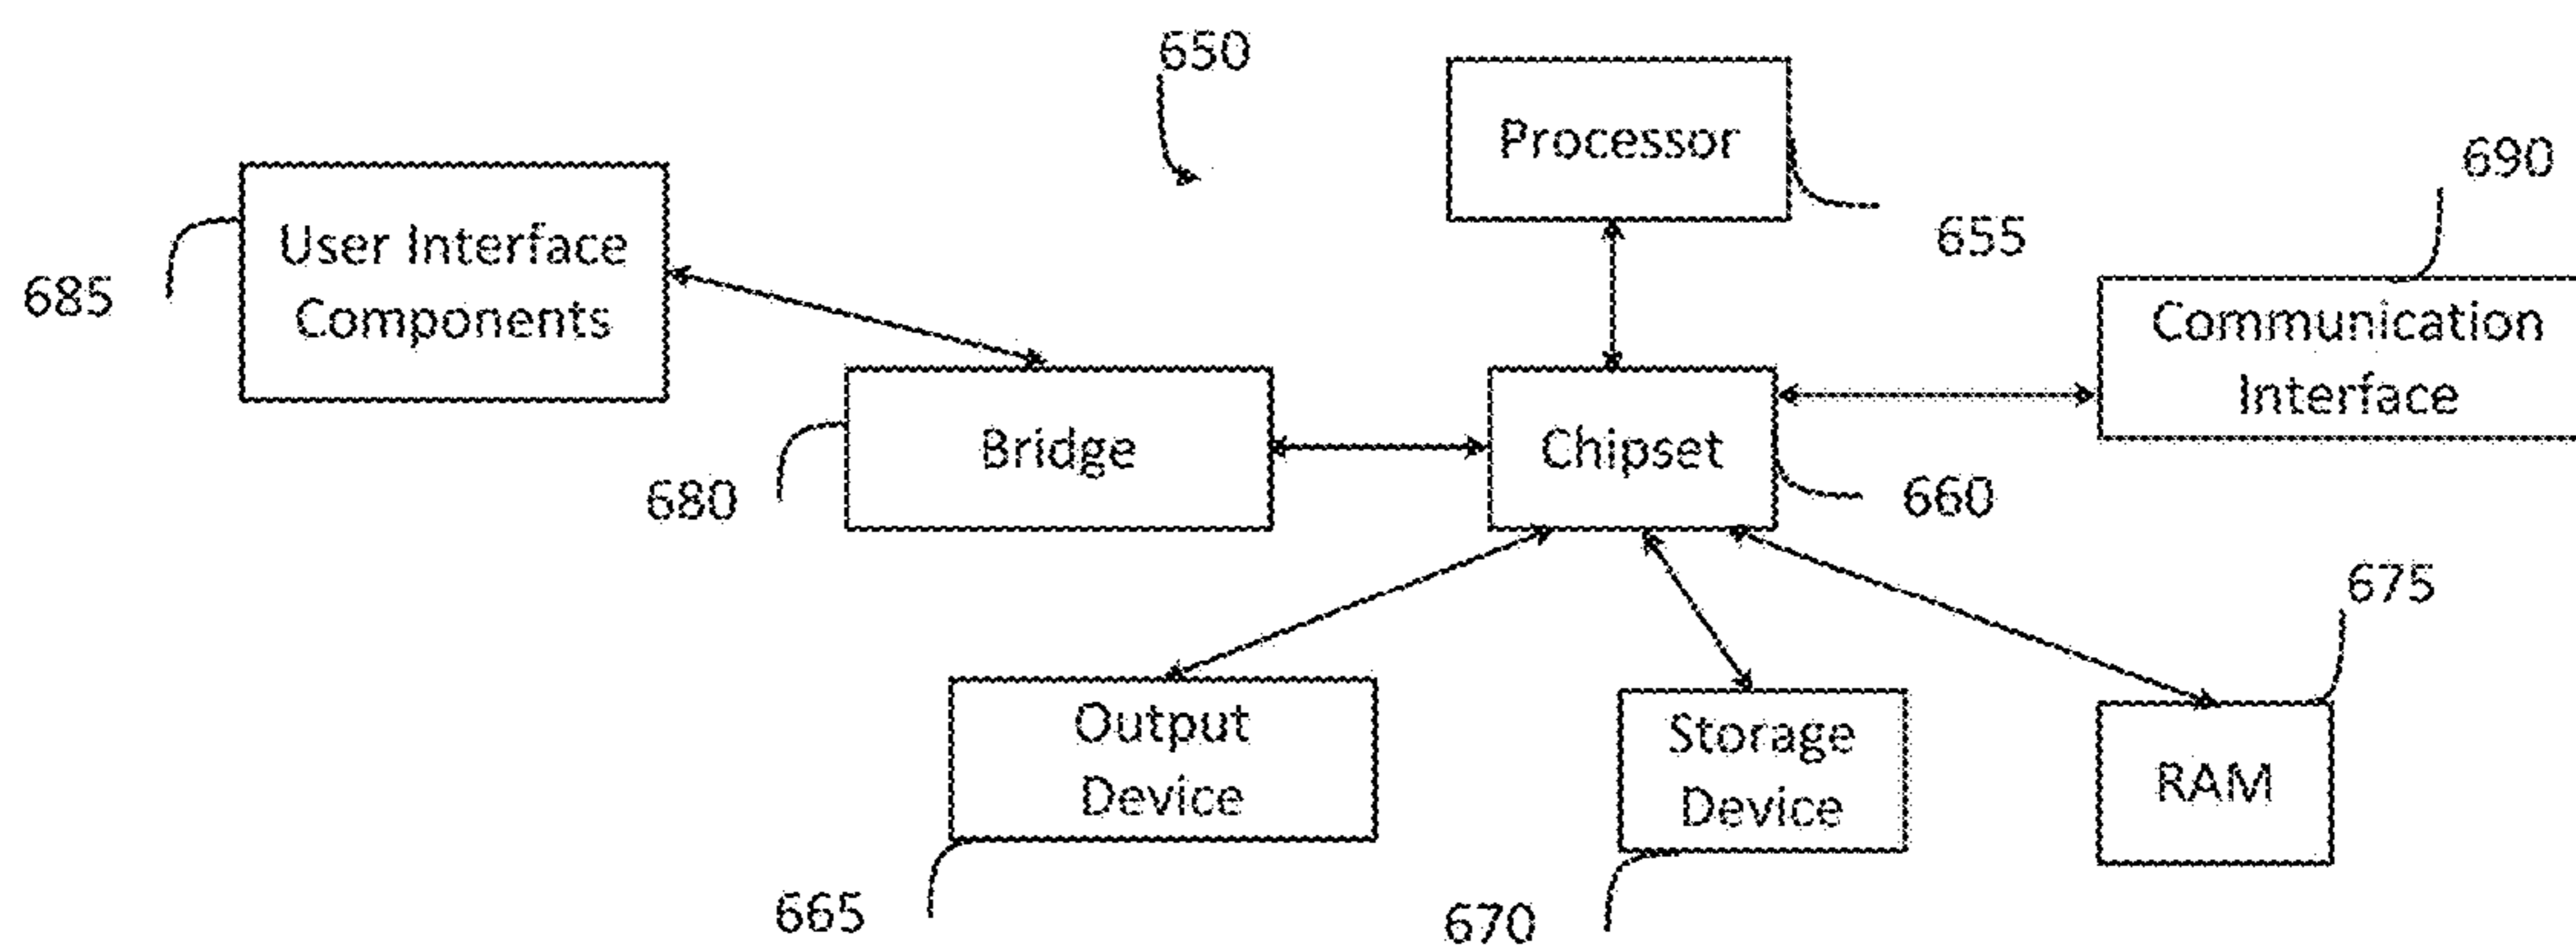 650
Processor
690
User Interface
Components
655
685
Communication
Interface
Bridge
Chipset
680
660
675
Output
Device
Storage
Device
RAM
665
670